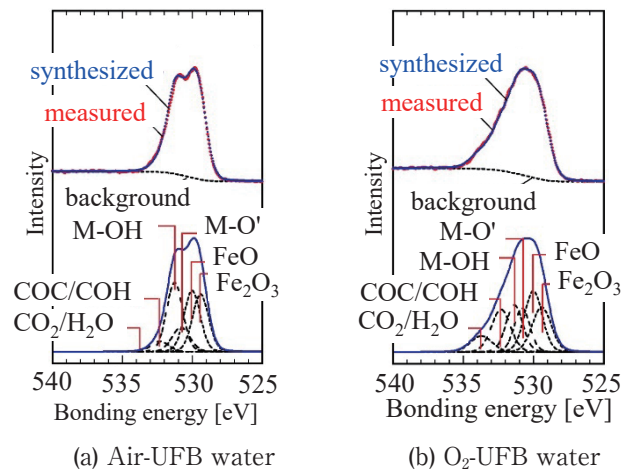 synthesized
measured
background
Intensity
M-OH
M-O'
FeO
Fe₂O₃
COC/COH
CO₂/H₂O
540 535 530 525
Bonding energy [eV]
(a) Air-UFB water
synthesized
measured
background
Intensity
M-O'
M-OH
FeO
Fe₂O₃
COC/COH
CO₂/H₂O
540 535 530 525
Bonding energy [eV]
(b) O₂-UFB water